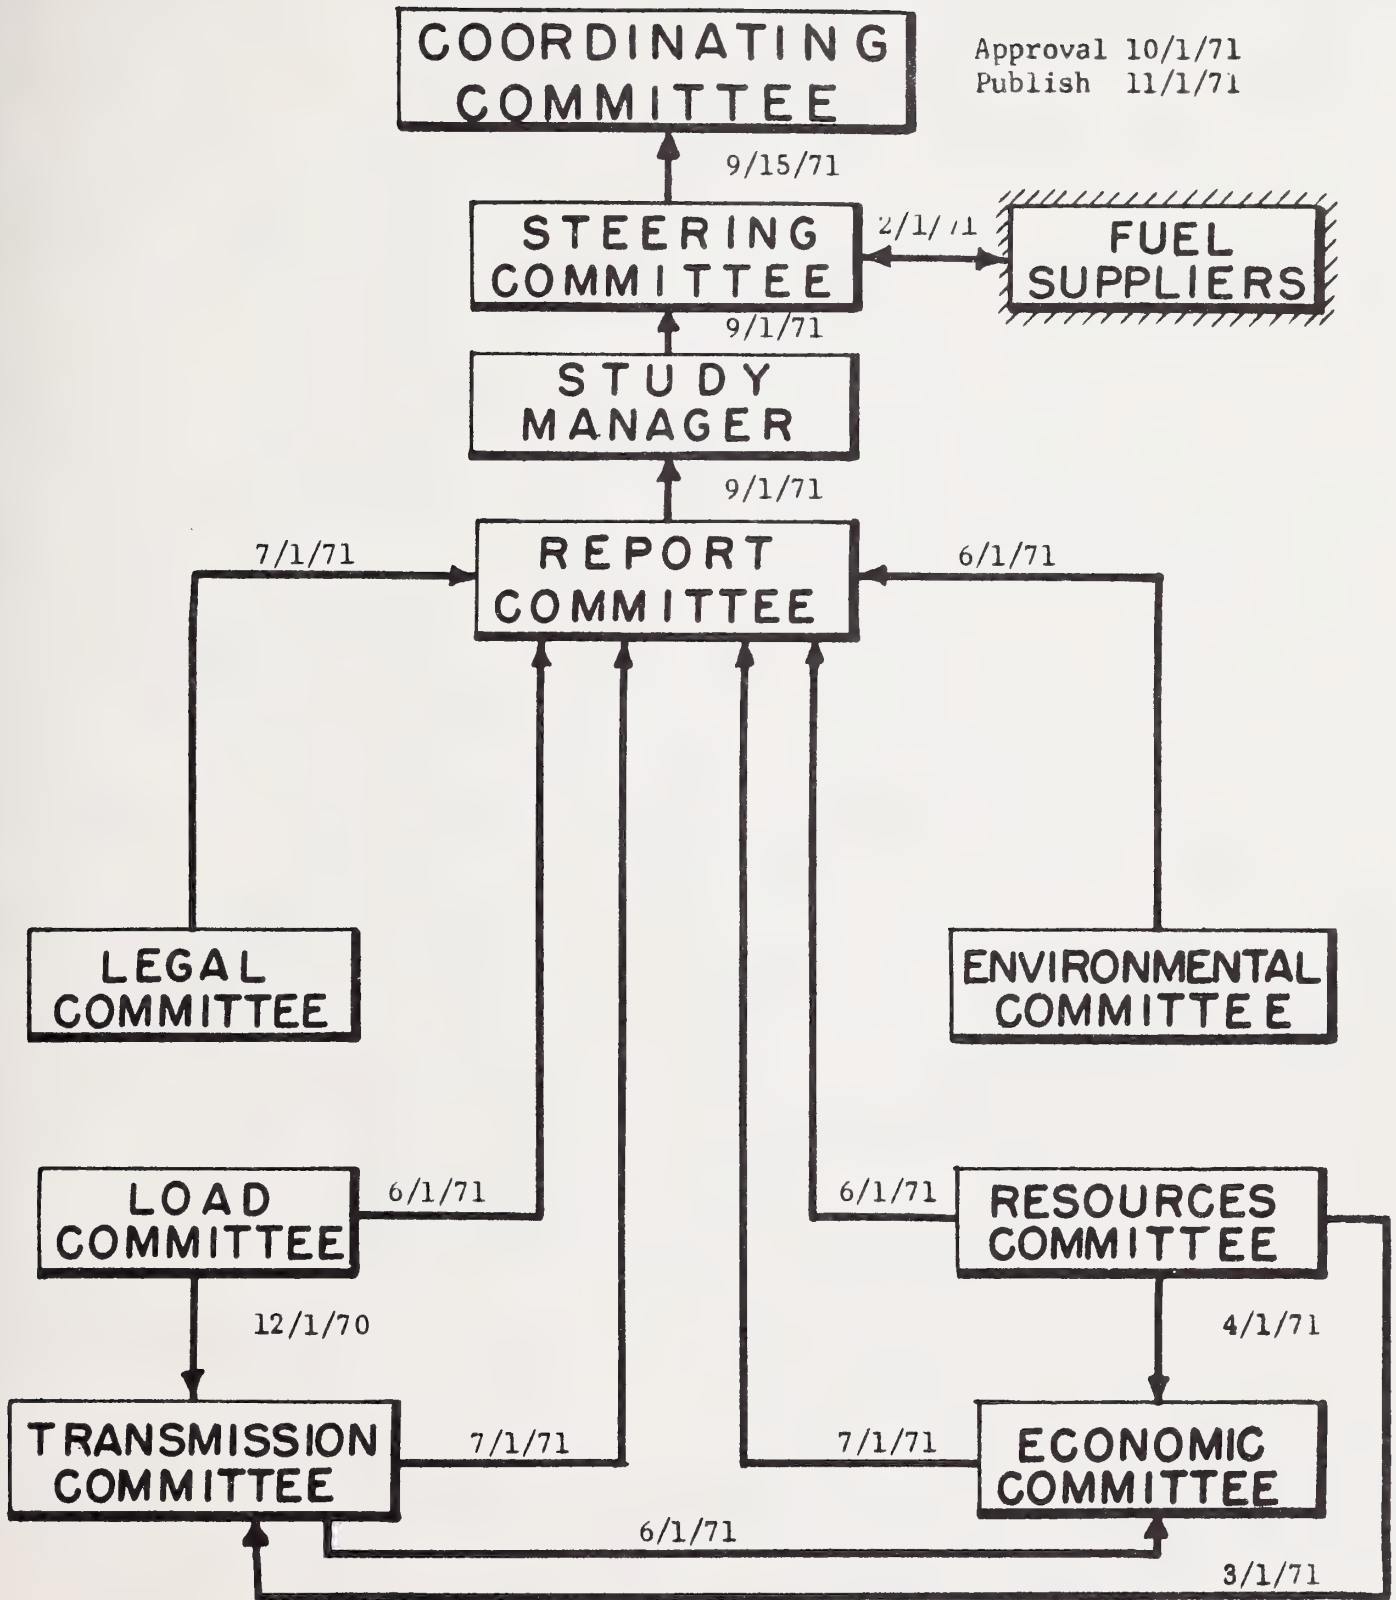 COORDINATING
COMMITTEE
Approval 10/1/71
Publish 11/1/71
9/15/71
STEERING
COMMITTEE
2/1/71
FUEL
SUPPLIERS
9/1/71
STUDY
MANAGER
9/1/71
7/1/71
REPORT
COMMITTEE
6/1/71
LEGAL
COMMITTEE
ENVIRONMENTAL
COMMITTEE
LOAD
COMMITTEE
6/1/71
6/1/71
RESOURCES
COMMITTEE
12/1/70
4/1/71
TRANSMISSION
COMMITTEE
7/1/71
7/1/71
ECONOMIC
COMMITTEE
6/1/71
3/1/71